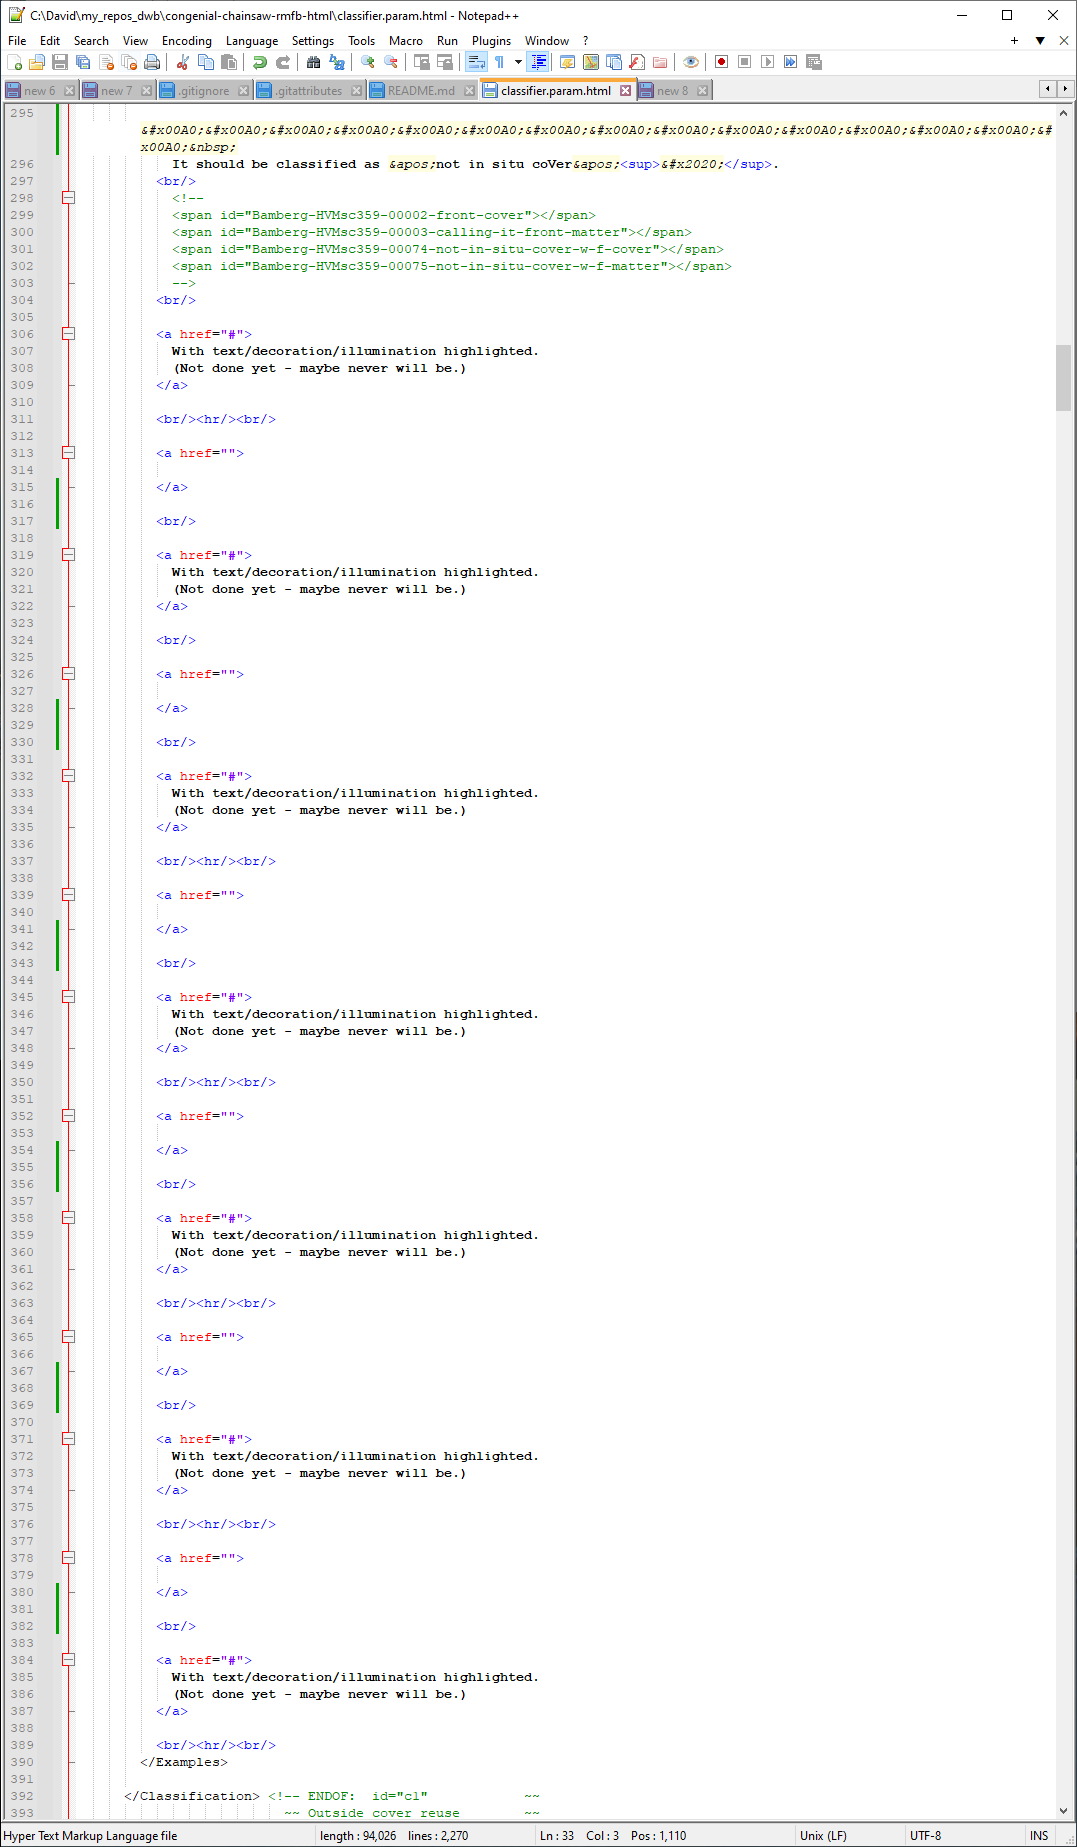 C:\David\my_repos_dwb\congenial-chainsaw-rmfb-html\classifier.param.html - Notepad++
File Edit Search View Encoding Language Settings Tools Macro Run Plugins Window ? + ▼ ✕
new 6 new 7 .gitignore .gitattributes README.md classifier.param.html new 8
295
&#x00A0;&#x00A0;&#x00A0;&#x00A0;&#x00A0;&#x00A0;&#x00A0;&#x00A0;&#x00A0;&#x00A0;&#x00A0;&#x00A0;&#x00A0;&#x00A0;&#
x00A0;&nbsp;
296 It should be classified as &apos;not in situ coVer&apos;<sup>&#x2020;</sup>.
297 <br/>
298 <!--
299 <span id="Bamberg-HVMsc359-00002-front-cover"></span>
300 <span id="Bamberg-HVMsc359-00003-calling-it-front-matter"></span>
301 <span id="Bamberg-HVMsc359-00074-not-in-situ-cover-w-f-cover"></span>
302 <span id="Bamberg-HVMsc359-00075-not-in-situ-cover-w-f-matter"></span>
303 -->
304 <br/>
305
306 <a href="#">
307 With text/decoration/illumination highlighted.
308 (Not done yet - maybe never will be.)
309 </a>
310
311 <br/><hr/><br/>
312
313 <a href="">
314
315 </a>
316
317 <br/>
318
319 <a href="#">
320 With text/decoration/illumination highlighted.
321 (Not done yet - maybe never will be.)
322 </a>
323
324 <br/>
325
326 <a href="">
327
328 </a>
329
330 <br/>
331
332 <a href="#">
333 With text/decoration/illumination highlighted.
334 (Not done yet - maybe never will be.)
335 </a>
336
337 <br/><hr/><br/>
338
339 <a href="">
340
341 </a>
342
343 <br/>
344
345 <a href="#">
346 With text/decoration/illumination highlighted.
347 (Not done yet - maybe never will be.)
348 </a>
349
350 <br/><hr/><br/>
351
352 <a href="">
353
354 </a>
355
356 <br/>
357
358 <a href="#">
359 With text/decoration/illumination highlighted.
360 (Not done yet - maybe never will be.)
361 </a>
362
363 <br/><hr/><br/>
364
365 <a href="">
366
367 </a>
368
369 <br/>
370
371 <a href="#">
372 With text/decoration/illumination highlighted.
373 (Not done yet - maybe never will be.)
374 </a>
375
376 <br/><hr/><br/>
377
378 <a href="">
379
380 </a>
381
382 <br/>
383
384 <a href="#">
385 With text/decoration/illumination highlighted.
386 (Not done yet - maybe never will be.)
387 </a>
388
389 <br/><hr/><br/>
390 </Examples>
391
392 </Classification> <!-- ENDOF: id="c1" ~~
393 ~~ Outside cover reuse ~~
Hyper Text Markup Language file length : 94,026 lines : 2,270 Ln : 33 Col : 3 Pos : 1,110 Unix (LF) UTF-8 INS